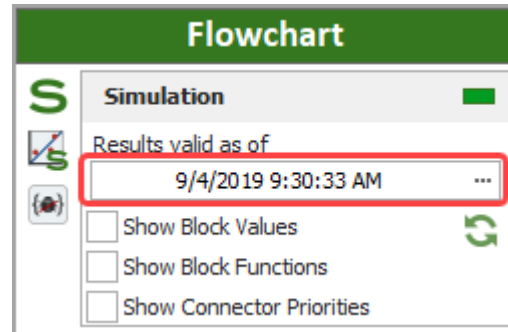 Flowchart
S
Simulation
Results valid as of
S
9/4/2019 9:30:33 AM ...
Show Block Values
Show Block Functions
Show Connector Priorities